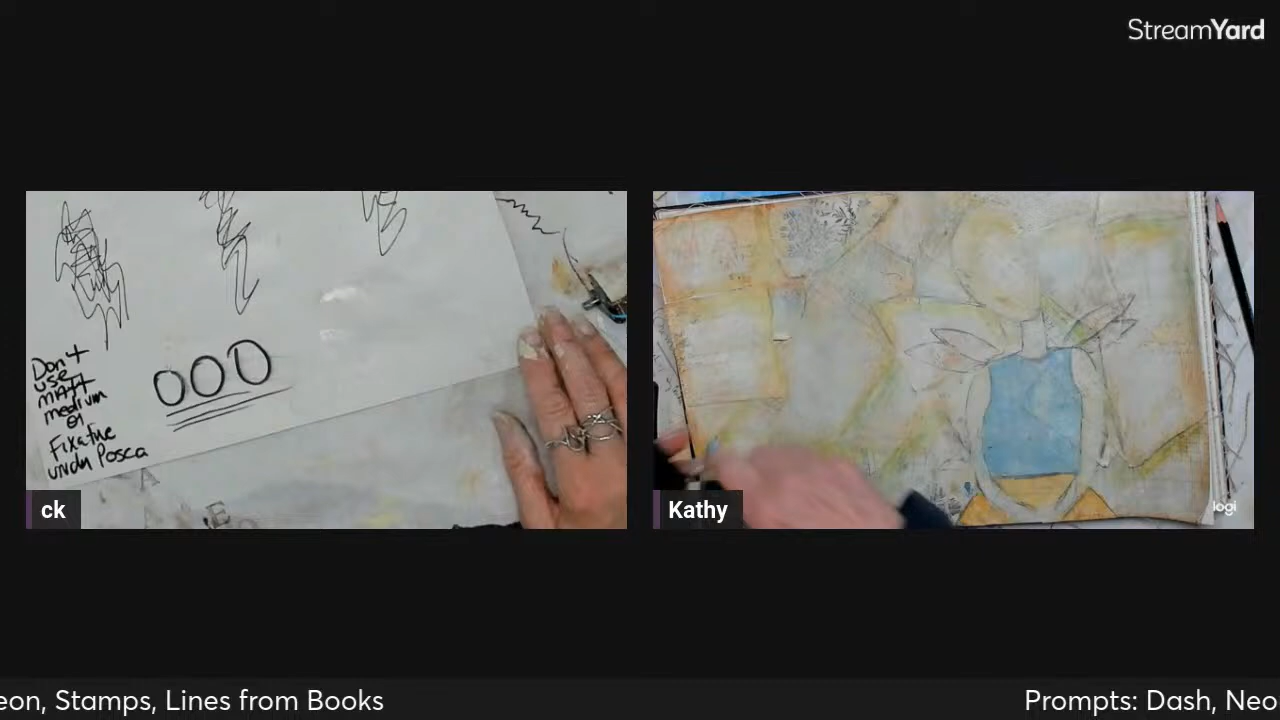 StreamYard
Don't
use
matt
medium
or
Fixative
under Posca
OOO
A
E
ck
Kathy
logi
eon, Stamps, Lines from Books
Prompts: Dash, Neo